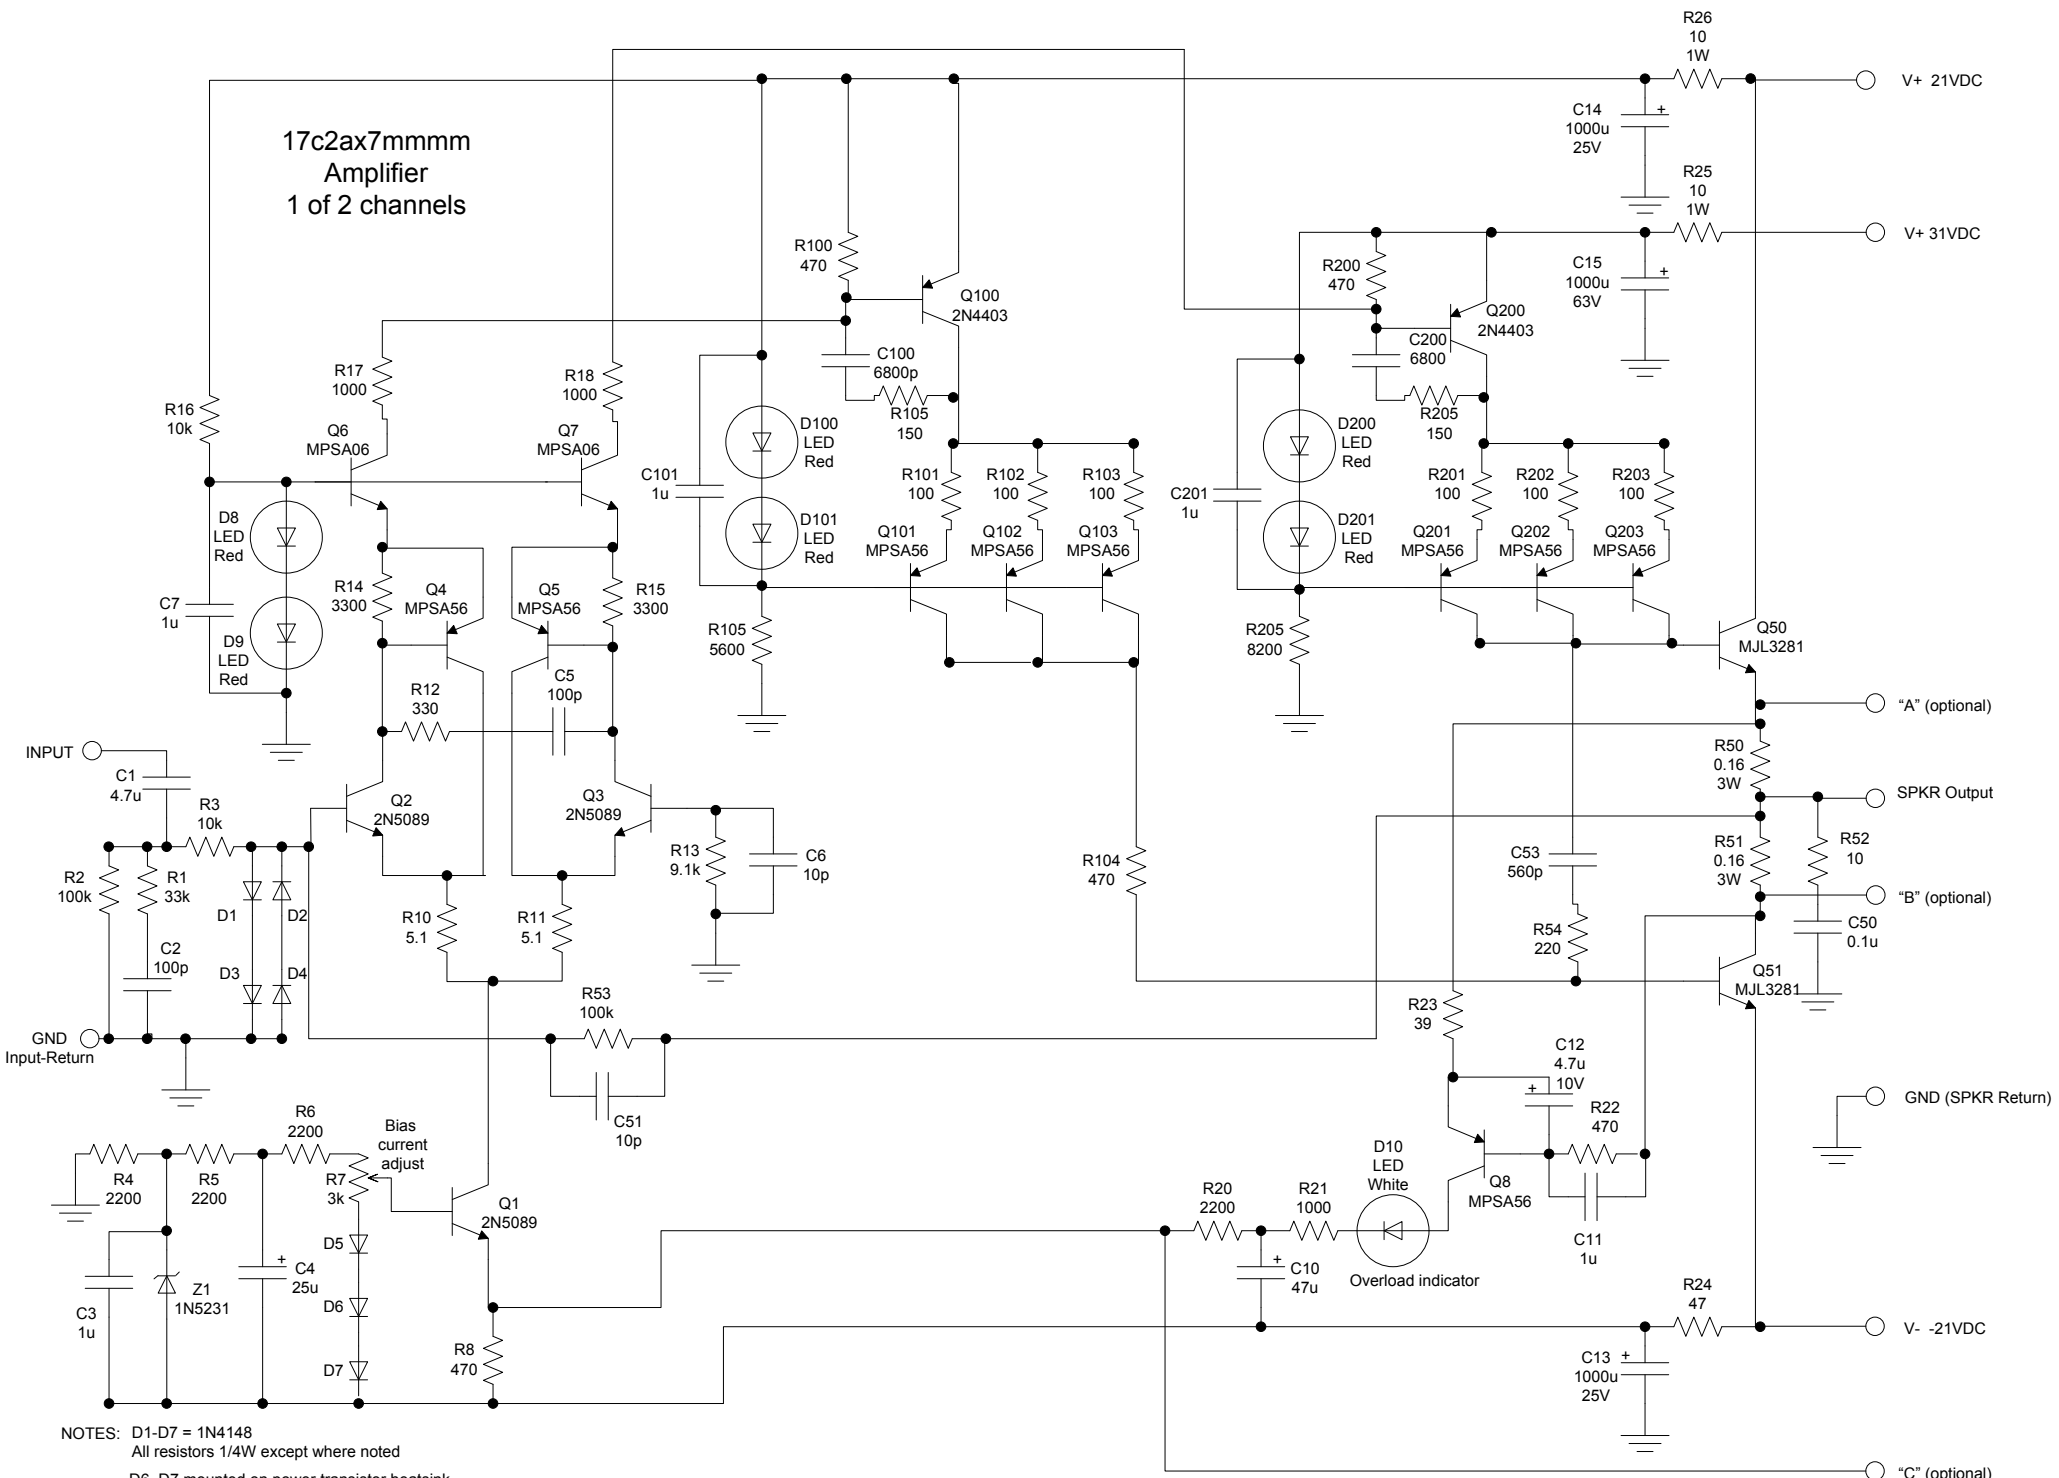 R26
10
1W
V+ 21VDC
17c2ax7mmmm
Amplifier
1 of 2 channels
C14
1000u
25V
+
R25
10
1W
V+ 31VDC
R100
470
Q100
2N4403
R200
470
C15
1000u
63V
+
Q200
2N4403
C100
6800p
R105
150
C200
6800
R205
150
R17
1000
R18
1000
R16
10k
Q6
MPSA06
Q7
MPSA06
D100
LED
Red
D200
LED
Red
C101
1u
R101
100
R102
100
R103
100
C201
1u
R201
100
R202
100
R203
100
D8
LED
Red
D101
LED
Red
Q101
MPSA56
Q102
MPSA56
Q103
MPSA56
D201
LED
Red
Q201
MPSA56
Q202
MPSA56
Q203
MPSA56
R14
3300
Q4
MPSA56
Q5
MPSA56
R15
3300
C7
1u
D9
LED
Red
R105
5600
R205
8200
Q50
MJL3281
R12
330
C5
100p
"A" (optional)
INPUT
C1
4.7u
R50
0.16
3W
SPKR Output
R3
10k
Q2
2N5089
Q3
2N5089
R2
100k
R1
33k
R13
9.1k
C6
10p
R104
470
C53
560p
R51
0.16
3W
R52
10
D1
D2
R10
5.1
R11
5.1
"B" (optional)
C2
100p
R54
220
C50
0.1u
D3
D4
Q51
MJL3281
R53
100k
R23
39
GND
Input-Return
C12
4.7u
10V
+
C51
10p
R22
470
GND (SPKR Return)
R6
2200
Bias
current
adjust
R4
2200
R5
2200
R7
3k
Q1
2N5089
R20
2200
R21
1000
D10
LED
White
Q8
MPSA56
C11
1u
D5
Z1
1N5231
+
C4
25u
+
C10
47u
Overload indicator
C3
1u
D6
R24
47
V- -21VDC
R8
470
D7
C13
1000u
25V
+
NOTES: D1-D7 = 1N4148
All resistors 1/4W except where noted
D6, D7 mounted on power transistor heatsink
"C" (optional)